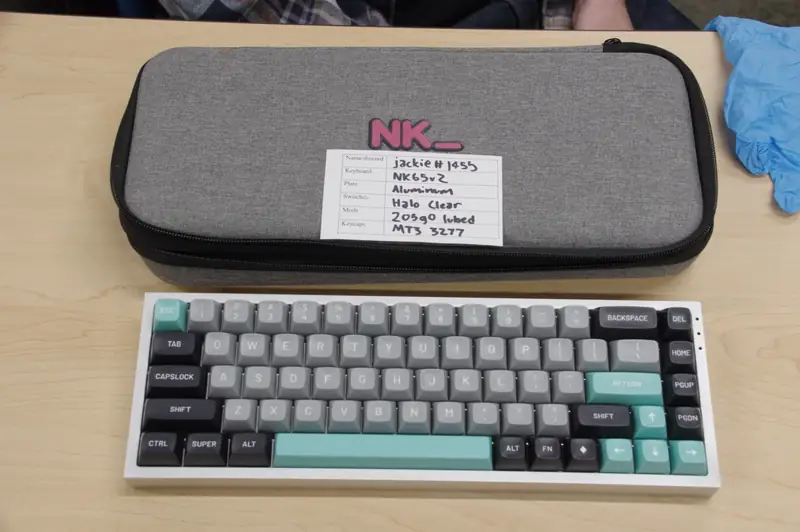 NK_
Name/discord jackie#1455
Keyboard NK65v2
Plate Aluminum
Switches Halo Clear
Mods 205g0 lubed
Keycaps MT3 3277
ESC BACKSPACE DEL
TAB Q W E R T Y U I O P HOME
CAPSLOCK A S D F G H J K L RETURN PGUP
SHIFT Z X C V B N M SHIFT ↑ PGDN
CTRL SUPER ALT ALT FN ◆ ← ↓ →